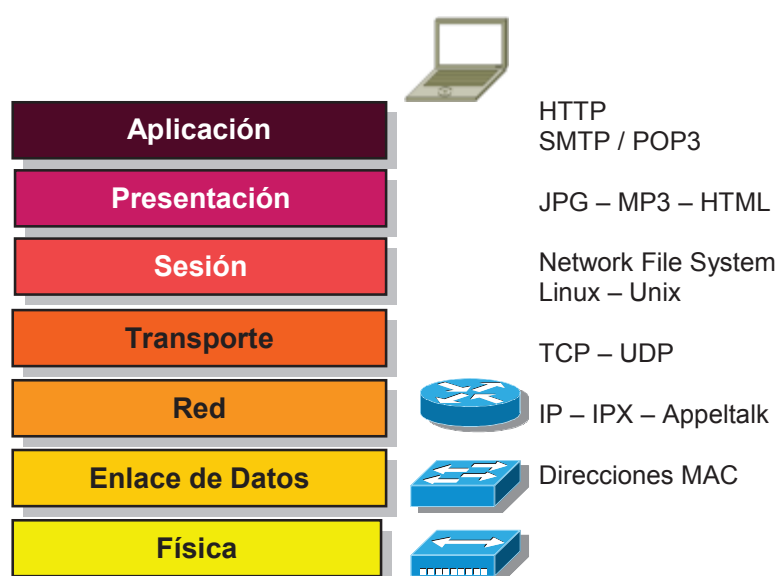 Aplicación
HTTP
SMTP / POP3
Presentación
JPG – MP3 – HTML
Sesión
Network File System
Linux – Unix
Transporte
TCP – UDP
Red
IP – IPX – Appeltalk
Enlace de Datos
Direcciones MAC
Física